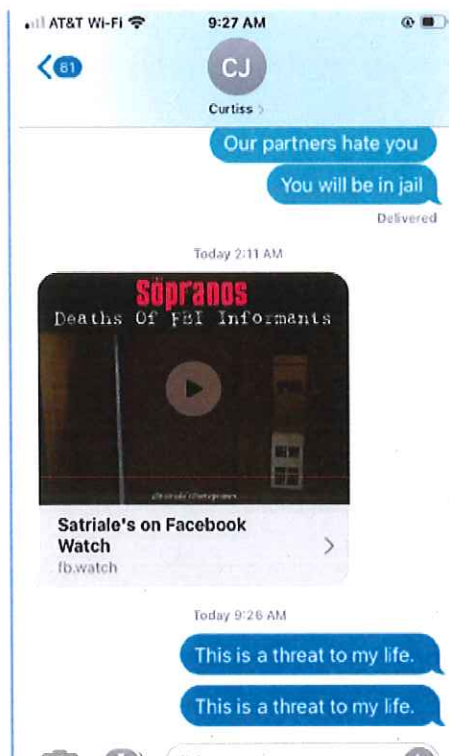 AT&T Wi-Fi 9:27 AM
81
CJ
Curtiss
Our partners hate you
You will be in jail
Delivered
Today 2:11 AM
Söpranos
Deaths Of FBI Informants
Satriale's on Facebook
Watch
fb.watch
Today 9:26 AM
This is a threat to my life.
This is a threat to my life.